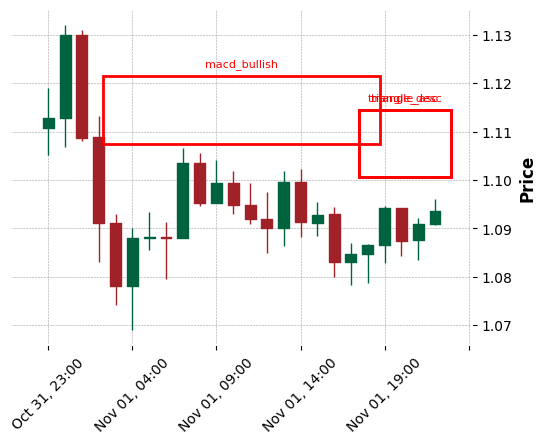 macd_bullish
1.13
1.12
1.11
1.10
1.09
1.08
1.07
Price
Oct 31, 23:00
Nov 01, 04:00
Nov 01, 09:00
Nov 01, 14:00
Nov 01, 19:00